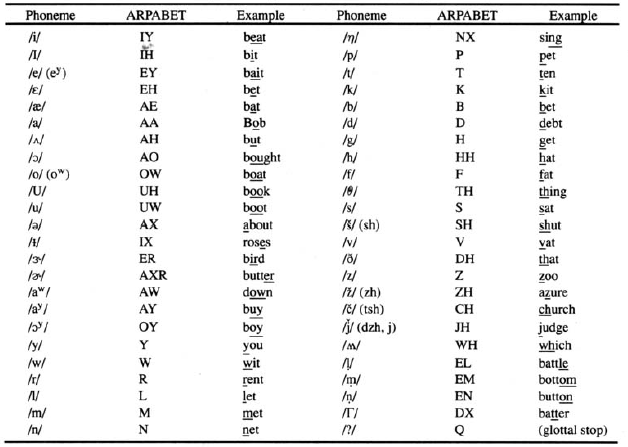 Phoneme ARPABET Example Phoneme ARPABET Example
/i/ IY beat /η/ NX sing
/I/ IH bit /p/ P pet
/e/ (eʸ) EY bait /t/ T ten
/ɛ/ EH bet /k/ K kit
/æ/ AE bat /b/ B bet
/a/ AA Bob /d/ D debt
/ʌ/ AH but /g/ H get
/ɔ/ AO bought /h/ HH hat
/o/ (oʷ) OW boat /f/ F fat
/U/ UH book /θ/ TH thing
/u/ UW boot /s/ S sat
/ə/ AX about /š/ (sh) SH shut
/ɨ/ IX roses /v/ V vat
/ɝ/ ER bird /ð/ DH that
/ɚ/ AXR butter /z/ Z zoo
/aʷ/ AW down /ž/ (zh) ZH azure
/aʸ/ AY buy /č/ (tsh) CH church
/ɔʸ/ OY boy /ǰ/ (dzh, j) JH judge
/y/ Y you /ʍ/ WH which
/w/ W wit /l̩/ EL battle
/r/ R rent /m̩/ EM bottom
/l/ L let /n̩/ EN button
/m/ M met /Γ/ DX batter
/n/ N net /ʔ/ Q (glottal stop)